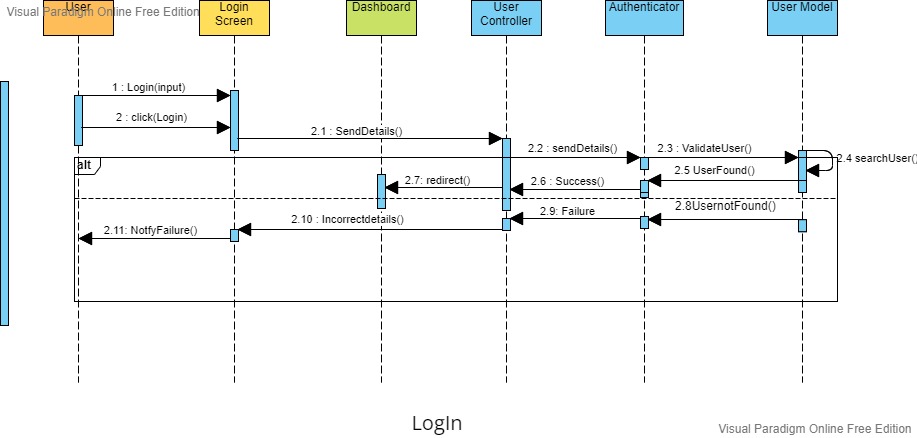 Visual Paradigm Online Free Edition
User
Login
Screen
Dashboard
User
Controller
Authenticator
User Model
1 : Login(input)
2 : click(Login)
2.1 : SendDetails()
2.2 : sendDetails()
2.3 : ValidateUser()
2.4 searchUser()
alt
2.5 UserFound()
2.6 : Success()
2.7: redirect()
2.8UsernotFound()
2.9: Failure
2.10 : Incorrectdetails()
2.11: NotfyFailure()
LogIn
Visual Paradigm Online Free Edition